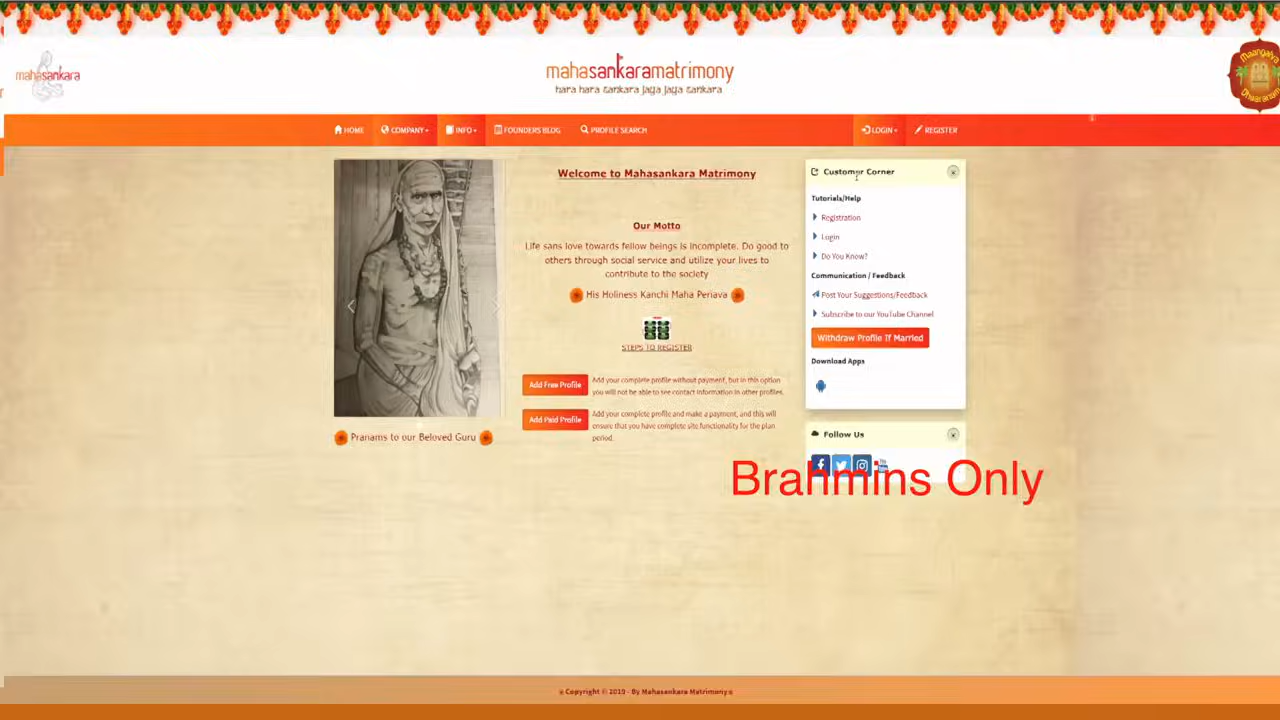 mahasankara
mahasankaramatrimony
hara hara sankara jaya jaya sankara
Maangalya
Dhaaranam
HOME
COMPANY
INFO
FOUNDERS BLOG
PROFILE SEARCH
LOGIN
REGISTER
Welcome to Mahasankara Matrimony
Our Motto
Life sans love towards fellow beings is incomplete. Do good to
others through social service and utilize your lives to
contribute to the society
His Holiness Kanchi Maha Periava
STEPS TO REGISTER
Add Free Profile
Add your complete profile without payment, but in this option
you will not be able to see contact information in other profiles.
Add Paid Profile
Add your complete profile and make a payment, and this will
ensure that you have complete site functionality for the plan
period.
Pranams to our Beloved Guru
Customer Corner
Tutorials/Help
Registration
Login
Do You Know?
Communication / Feedback
Post Your Suggestions/Feedback
Subscribe to our YouTube Channel
Withdraw Profile If Married
Download Apps
Follow Us
Brahmins Only
Copyright © 2019 - By Mahasankara Matrimony